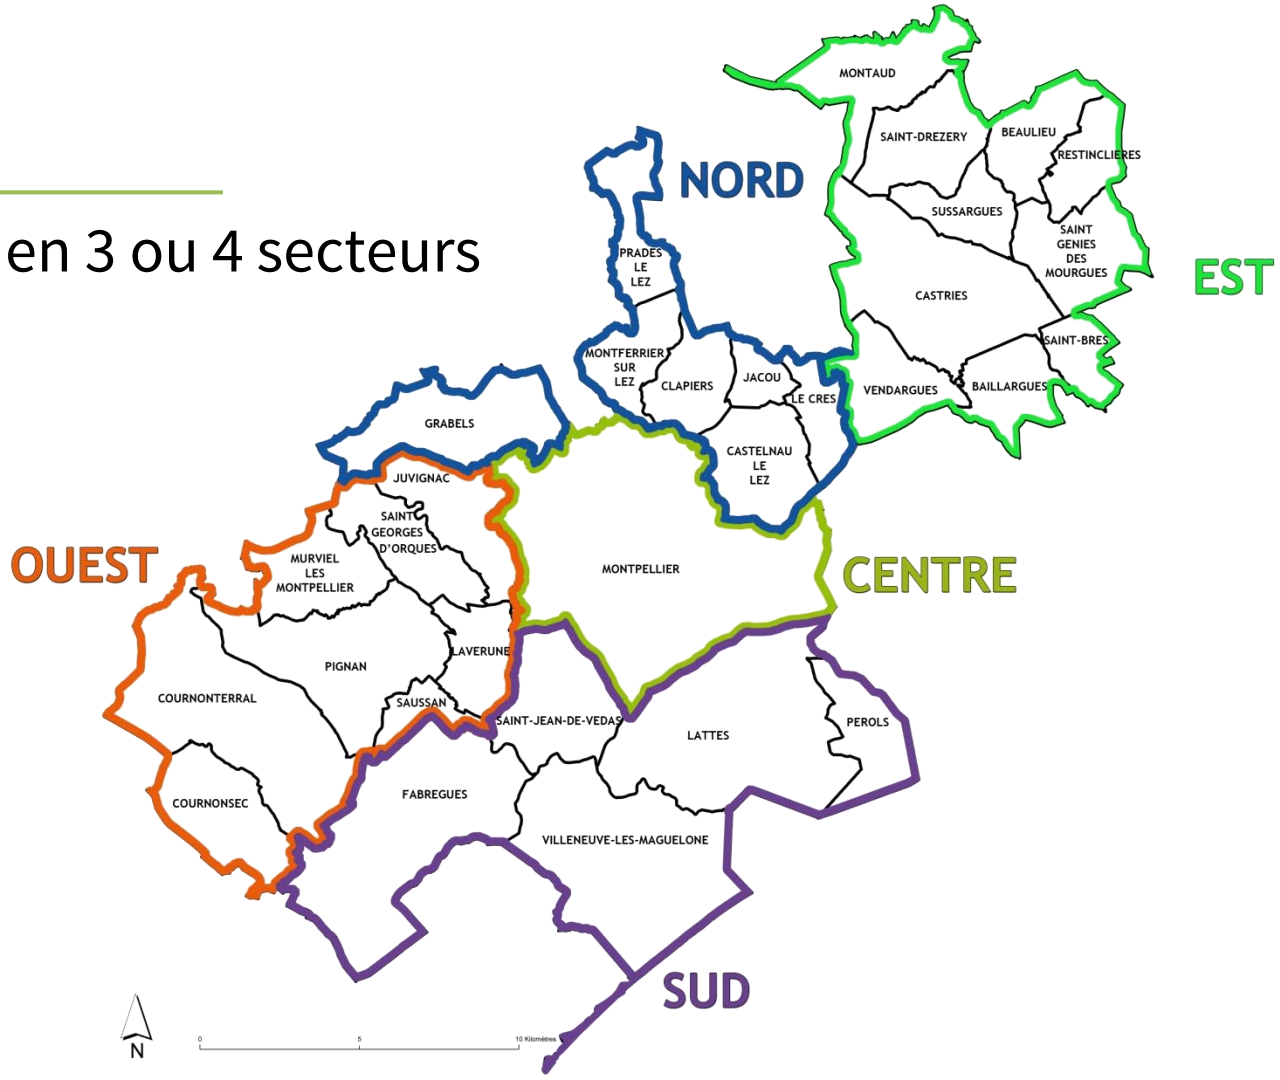 en 3 ou 4 secteurs
NORD
EST
OUEST
CENTRE
SUD
MONTAUD
SAINT-DREZERY
BEAULIEU
RESTINCLIERES
SUSSARGUES
SAINT
GENIES
DES
MOURGUES
CASTRIES
SAINT-BRES
VENDARGUES
BAILLARGUES
PRADES
LE
LEZ
MONTFERRIER
SUR
LEZ
CLAPIERS
JACOU
LE CRES
CASTELNAU
LE
LEZ
GRABELS
JUVIGNAC
SAINT
GEORGES
D'ORQUES
MURVIEL
LES
MONTPELLIER
MONTPELLIER
LAVERUNE
PIGNAN
COURNONTERRAL
SAUSSAN
COURNONSEC
SAINT-JEAN-DE-VEDAS
LATTES
PEROLS
FABREGUES
VILLENEUVE-LES-MAGUELONE
N
0 5 10 Kilomètres